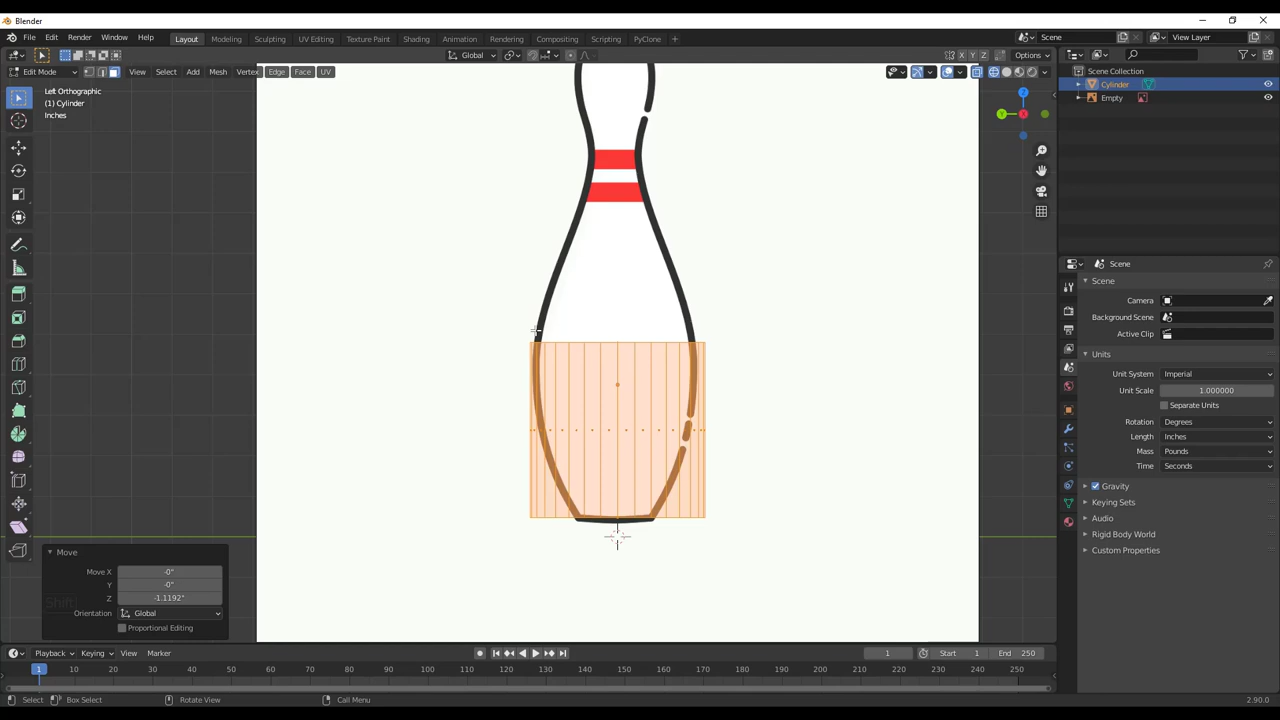 Blender
File Edit Render Window Help Layout Modeling Sculpting UV Editing Texture Paint Shading Animation Rendering Compositing Scripting PyClone + Scene View Layer
Global X Y Z Options
Edit Mode View Select Add Mesh Vertex Edge Face UV
Scene Collection
Cylinder
Empty
Left Orthographic
(1) Cylinder
Inches
Z
Y
X
Scene
Scene
Camera
Background Scene
Active Clip
Units
Unit System Imperial
Unit Scale 1.000000
Separate Units
Rotation Degrees
Length Inches
Mass Pounds
Time Seconds
Gravity
Keying Sets
Audio
Rigid Body World
Custom Properties
Move
Move X -0"
Y -0"
Z -1.1192"
Orientation Global
Proportional Editing
Shift
Playback Keying View Marker 1 Start 1 End 250
1 10 20 30 40 50 60 70 80 90 100 110 120 130 140 150 160 170 180 190 200 210 220 230 240 250
Select Box Select Rotate View Call Menu 2.90.0